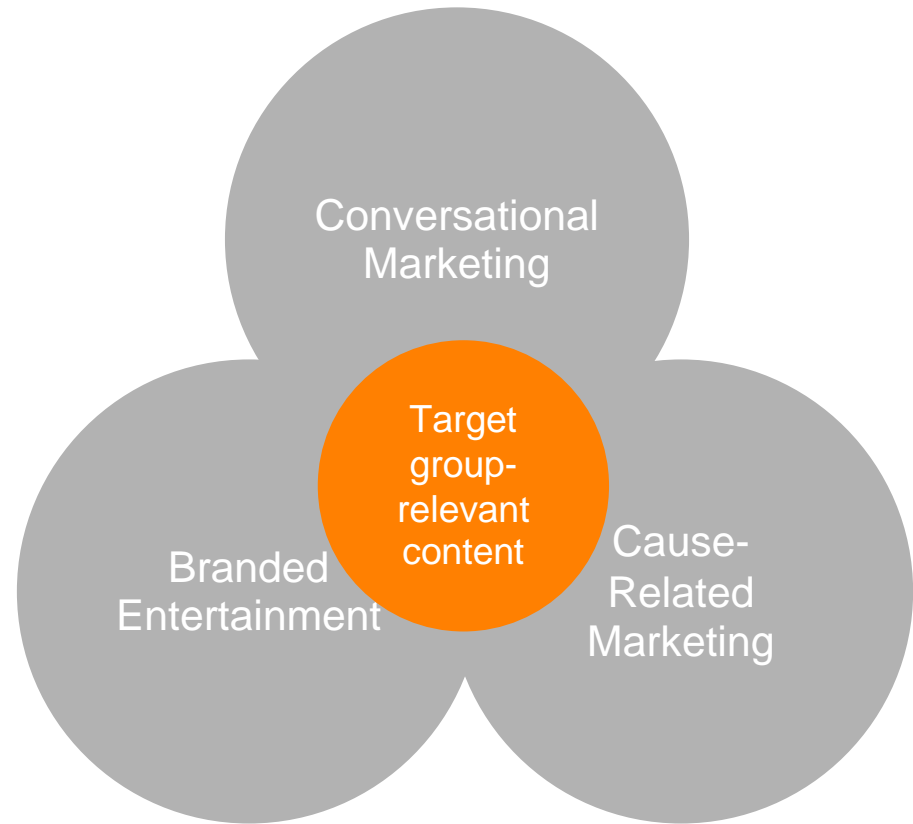 Conversational
Marketing
Target
group-
relevant
content
Branded
Entertainment
Cause-
Related
Marketing